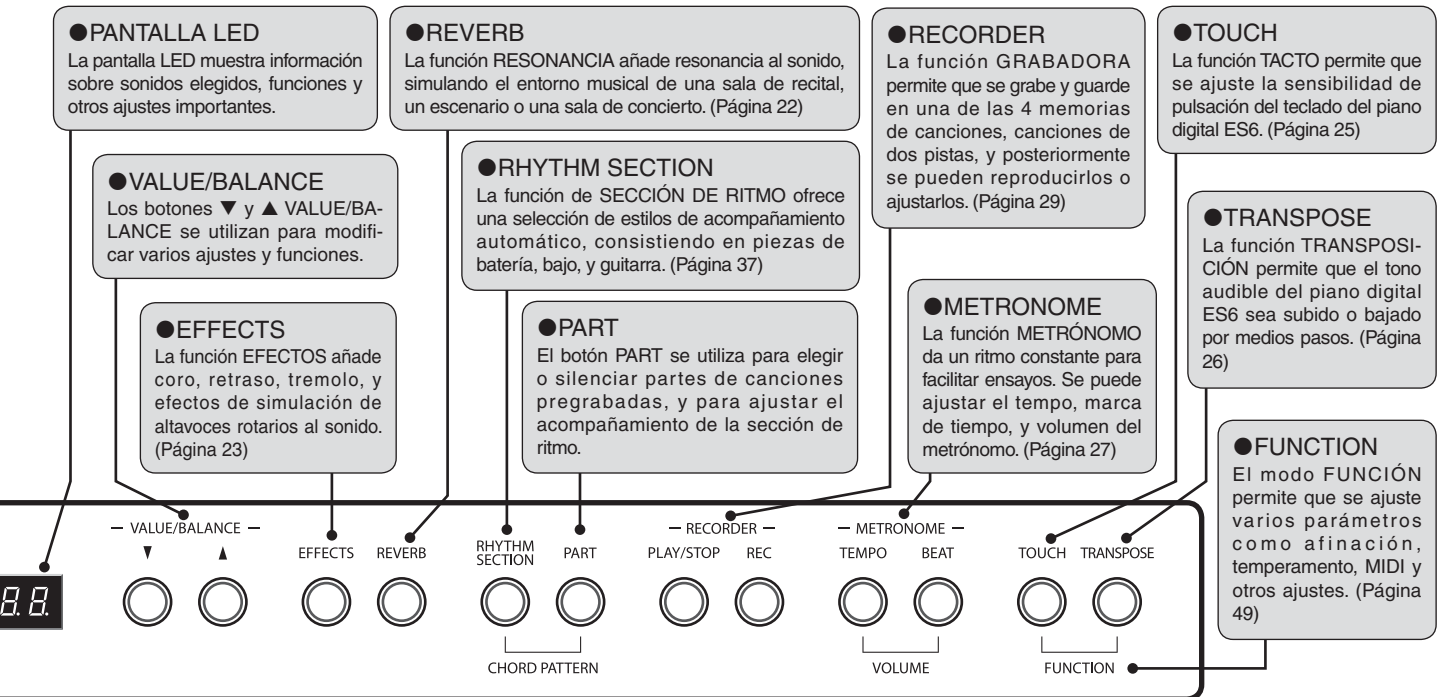 ●PANTALLA LED
La pantalla LED muestra información
sobre sonidos elegidos, funciones y
otros ajustes importantes.
●REVERB
La función RESONANCIA añade resonancia al sonido,
simulando el entorno musical de una sala de recital,
un escenario o una sala de concierto. (Página 22)
●RECORDER
La función GRABADORA
permite que se grabe y guarde
en una de las 4 memorias
de canciones, canciones de
dos pistas, y posteriormente
se pueden reproducirlos o
ajustarlos. (Página 29)
●TOUCH
La función TACTO permite que
se ajuste la sensibilidad de
pulsación del teclado del piano
digital ES6. (Página 25)
●VALUE/BALANCE
Los botones ▼ y ▲ VALUE/BA-
LANCE se utilizan para modifi-
car varios ajustes y funciones.
●RHYTHM SECTION
La función de SECCIÓN DE RITMO ofrece
una selección de estilos de acompañamiento
automático, consistiendo en piezas de
batería, bajo, y guitarra. (Página 37)
●TRANSPOSE
La función TRANSPOSI-
CIÓN permite que el tono
audible del piano digital
ES6 sea subido o bajado
por medios pasos. (Página
26)
●EFFECTS
La función EFECTOS añade
coro, retraso, tremolo, y
efectos de simulación de
altavoces rotarios al sonido.
(Página 23)
●PART
El botón PART se utiliza para elegir
o silenciar partes de canciones
pregrabadas, y para ajustar el
acompañamiento de la sección de
ritmo.
●METRONOME
La función METRÓNOMO
da un ritmo constante para
facilitar ensayos. Se puede
ajustar el tempo, marca
de tiempo, y volumen del
metrónomo. (Página 27)
●FUNCTION
El modo FUNCIÓN
permite que se ajuste
varios parámetros
como afinación,
temperamento, MIDI y
otros ajustes. (Página
49)
– VALUE/BALANCE –
▼ ▲
EFFECTS
REVERB
RHYTHM
SECTION
PART
– RECORDER –
PLAY/STOP REC
– METRONOME –
TEMPO BEAT
TOUCH TRANSPOSE
8.8.
CHORD PATTERN
VOLUME
FUNCTION